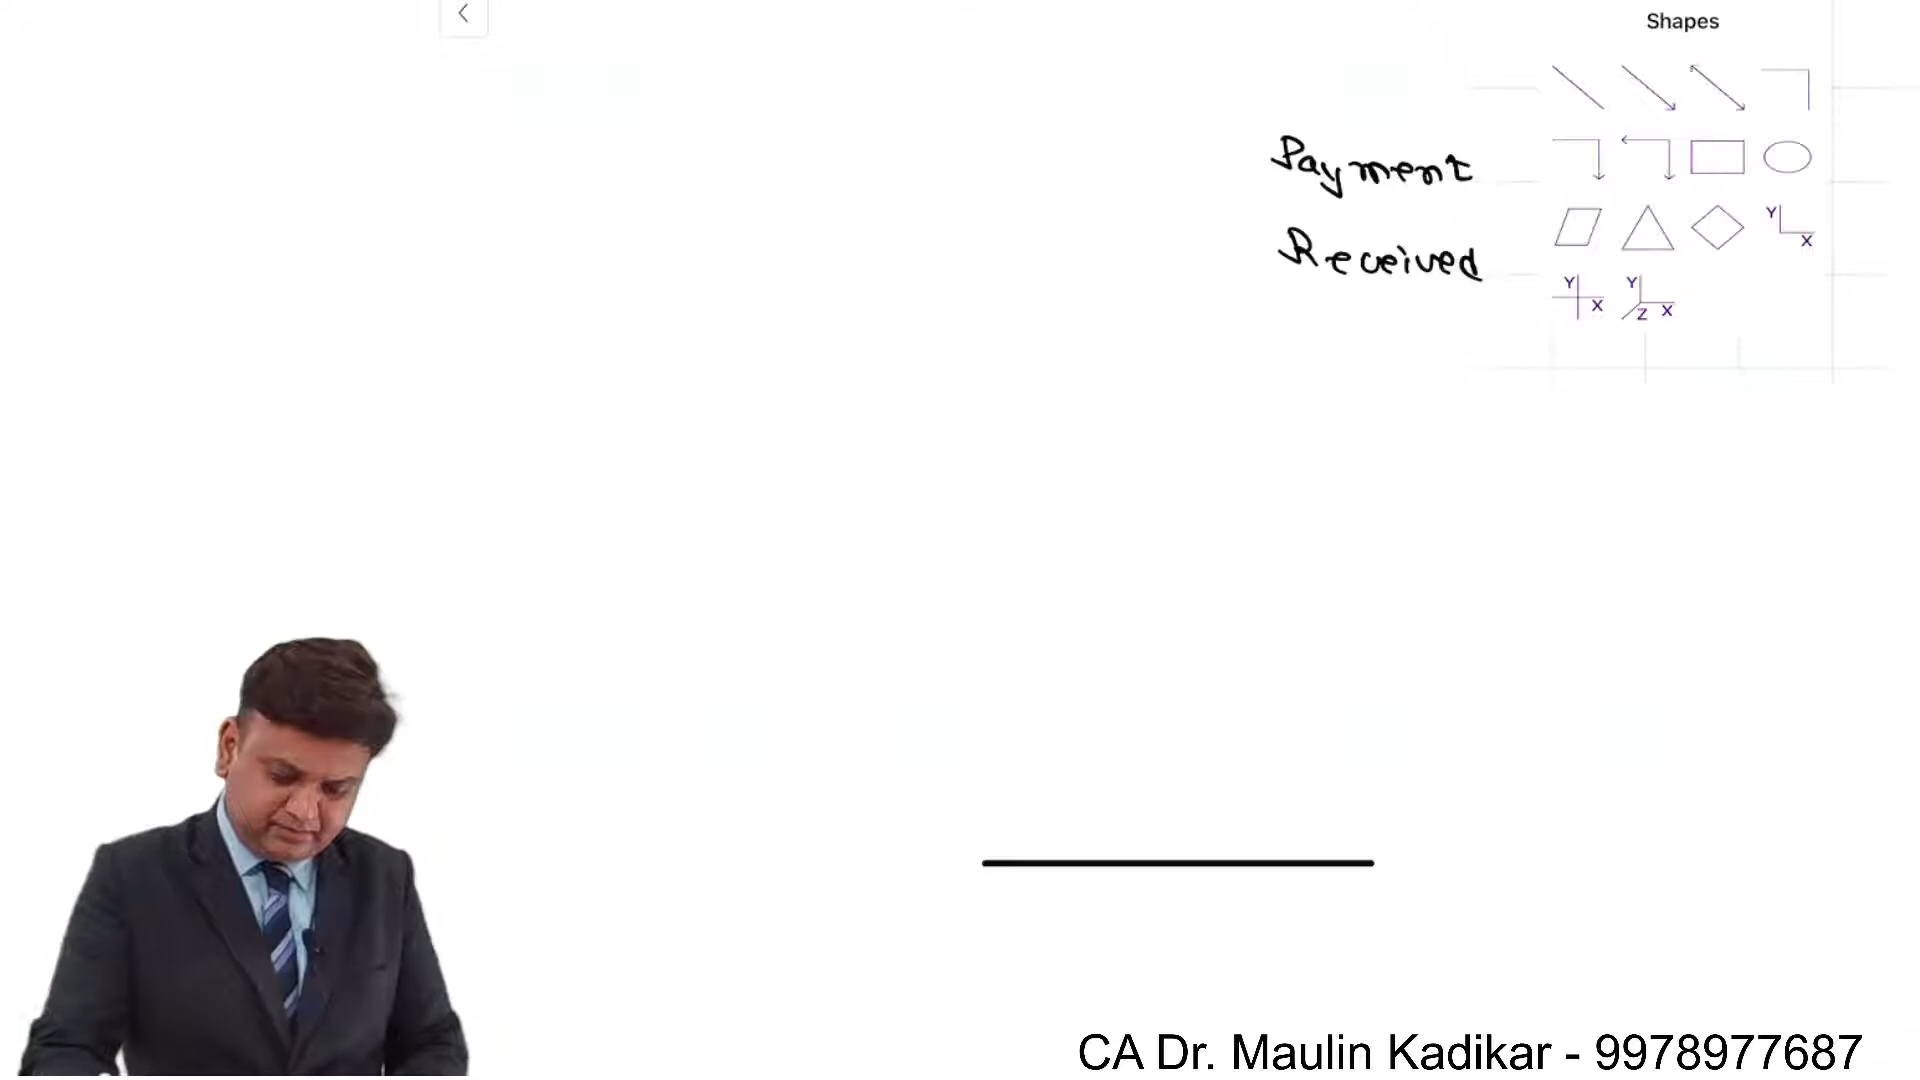 Shapes
Payment
Received
Y
X
Y
X
Y
Z X
CA Dr. Maulin Kadikar - 9978977687